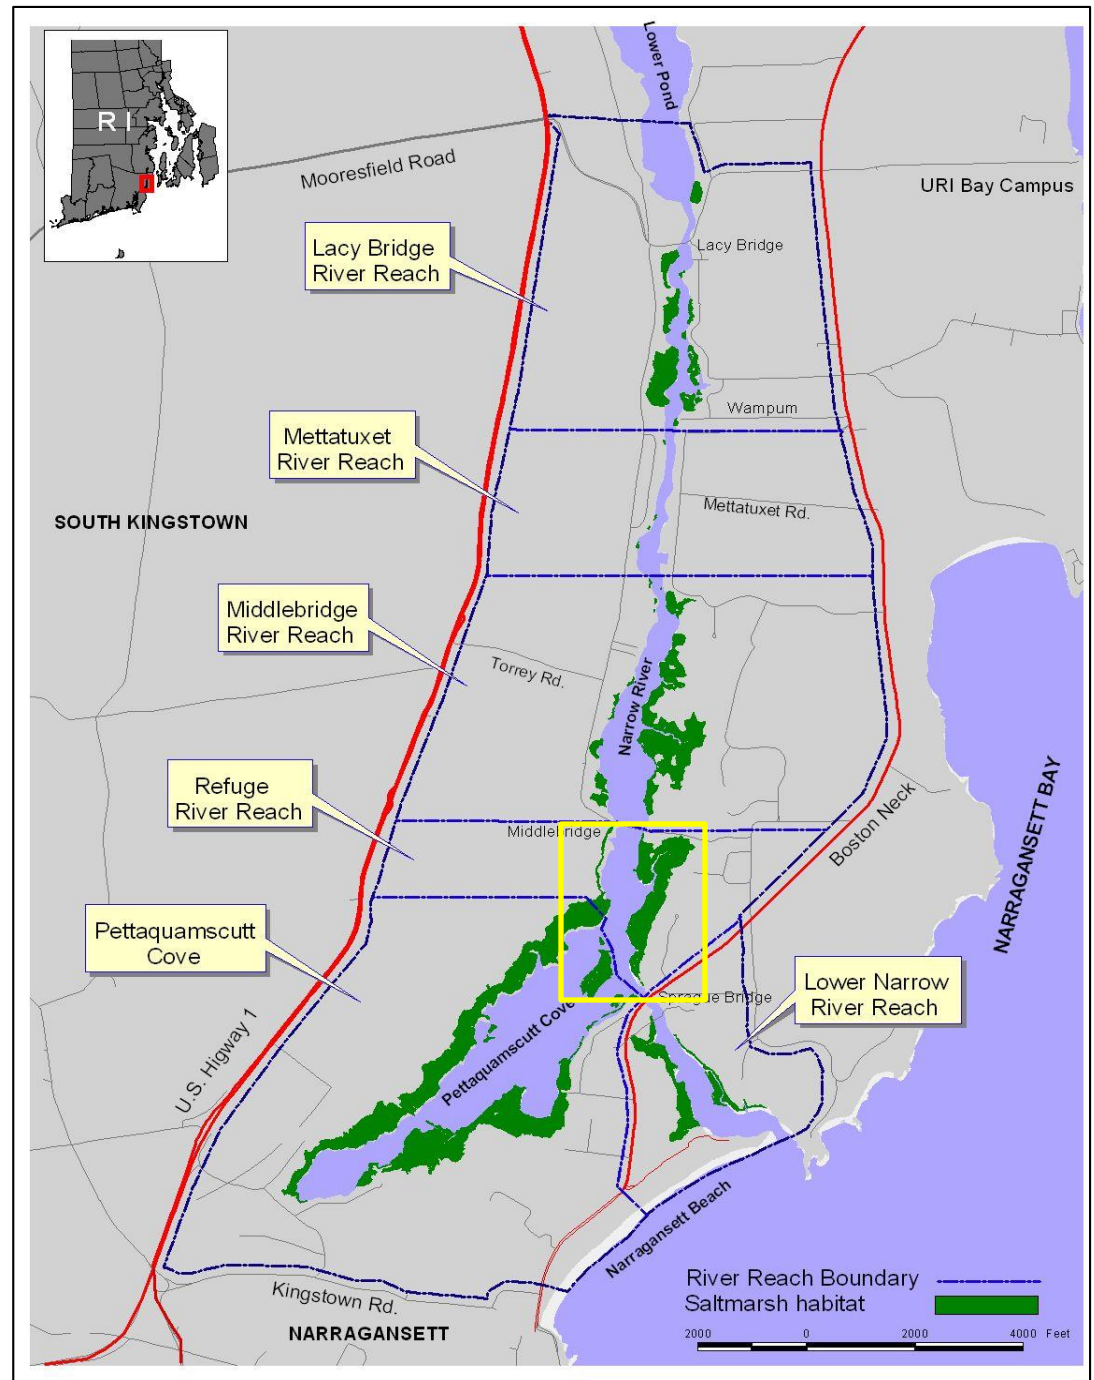 Lower Pond
R I
Mooresfield Road
URI Bay Campus
Lacy Bridge
River Reach
Lacy Bridge
Wampum
Mettatuxet
River Reach
Mettatuxet Rd.
SOUTH KINGSTOWN
Middlebridge
River Reach
Torrey Rd.
Narrow River
Refuge
River Reach
Middlebridge
Boston Neck
NARRAGANSETT BAY
Pettaquamscutt
Cove
Lower Narrow
River Reach
Sprague Bridge
Pettaquamscutt Cove
U.S. Higway 1
Narragansett Beach
Kingstown Rd.
NARRAGANSETT
River Reach Boundary
Saltmarsh habitat
2000 0 2000 4000 Feet